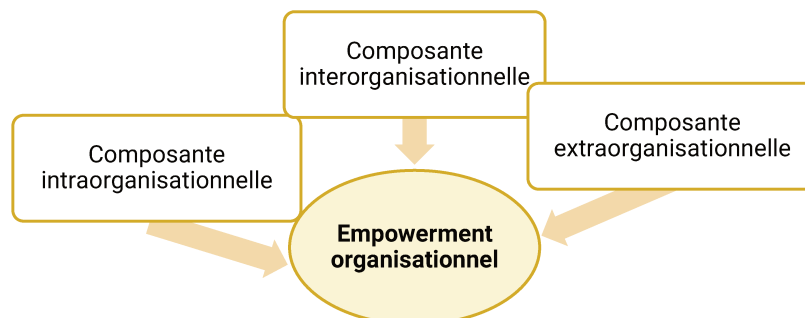 Composante
interorganisationnelle
Composante
extraorganisationnelle
Composante
intraorganisationnelle
Empowerment
organisationnel